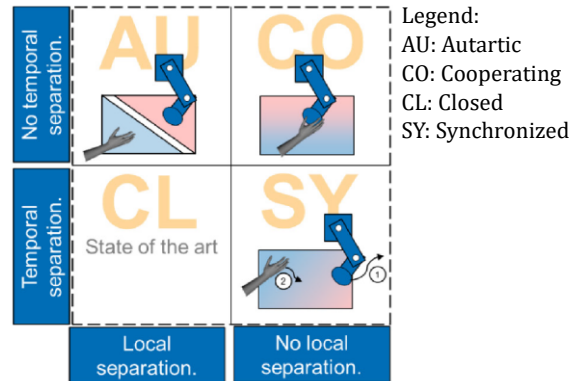 No temporal
separation.
AU
CO
Legend:
AU: Autartic
CO: Cooperating
CL: Closed
SY: Synchronized
Temporal
separation.
CL
State of the art
SY
1
2
Local
separation.
No local
separation.